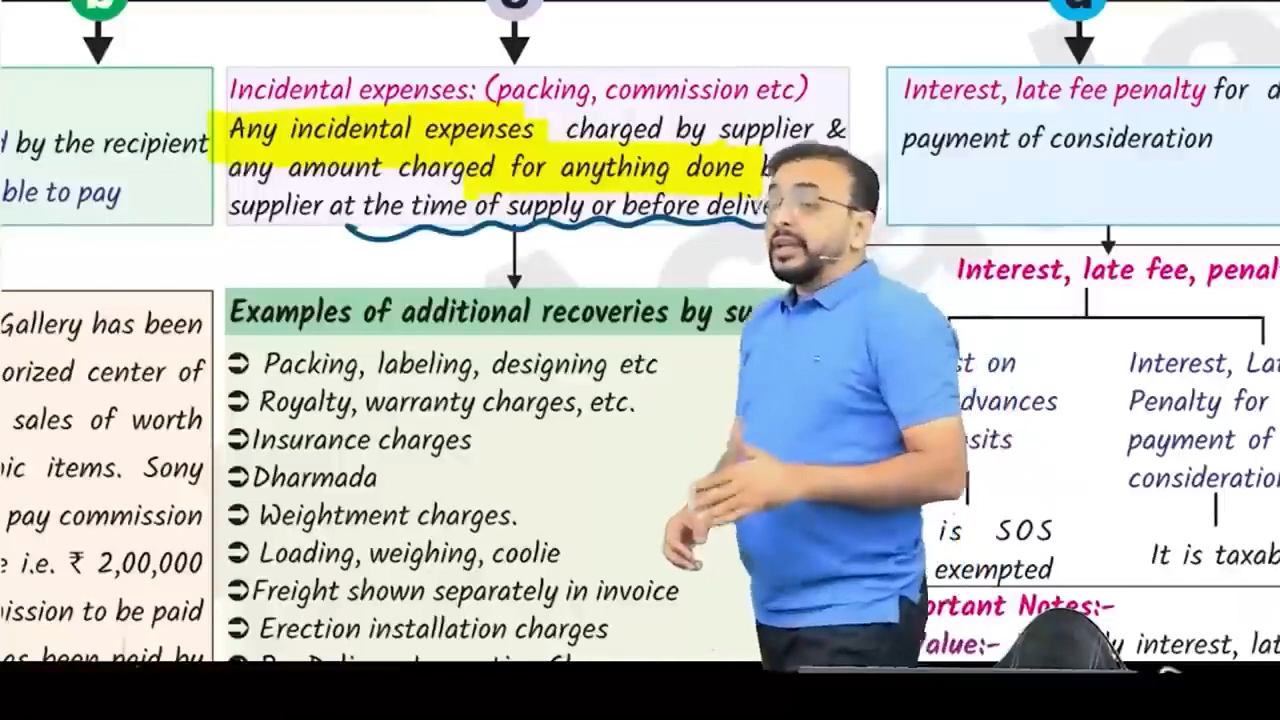 b
by the recipient
ble to pay
Gallery has been
orized center of
sales of worth
ic items. Sony
pay commission
i.e. ₹ 2,00,000
ission to be paid
as been paid by
Incidental expenses: (packing, commission etc)
Any incidental expenses charged by supplier &
any amount charged for anything done
supplier at the time of supply or before delive
Examples of additional recoveries by su
➲ Packing, labeling, designing etc
➲ Royalty, warranty charges, etc.
➲Insurance charges
➲Dharmada
➲ Weightment charges.
➲ Loading, weighing, coolie
➲Freight shown separately in invoice
➲ Erection installation charges
d
Interest, late fee penalty for d
payment of consideration
Interest, late fee, penal
st on
dvances
sits
is SOS
exempted
Interest, La
Penalty for
payment of
consideration
It is taxab
ortant Notes:-
alue:- y interest, lat